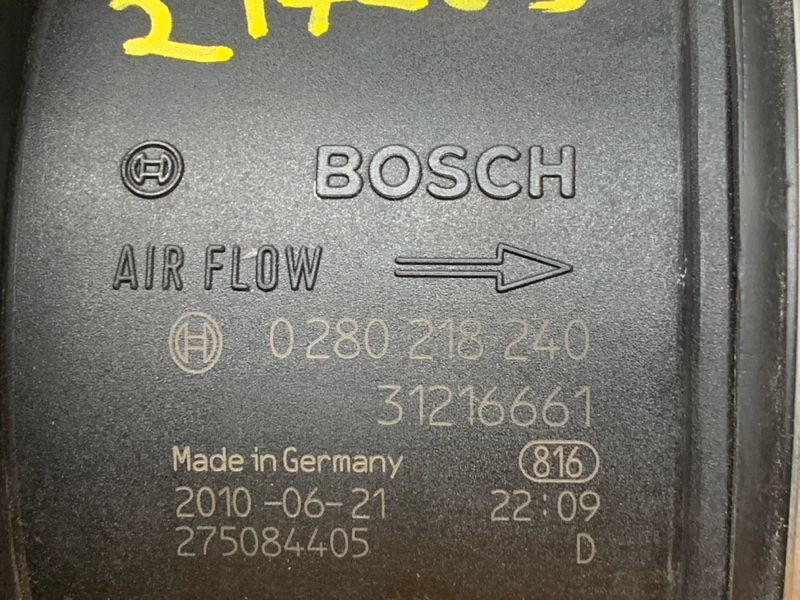 BOSCH
AIR FLOW
0 280 218 240
31216661
Made in Germany 816
2010-06-21 22:09
275084405 D